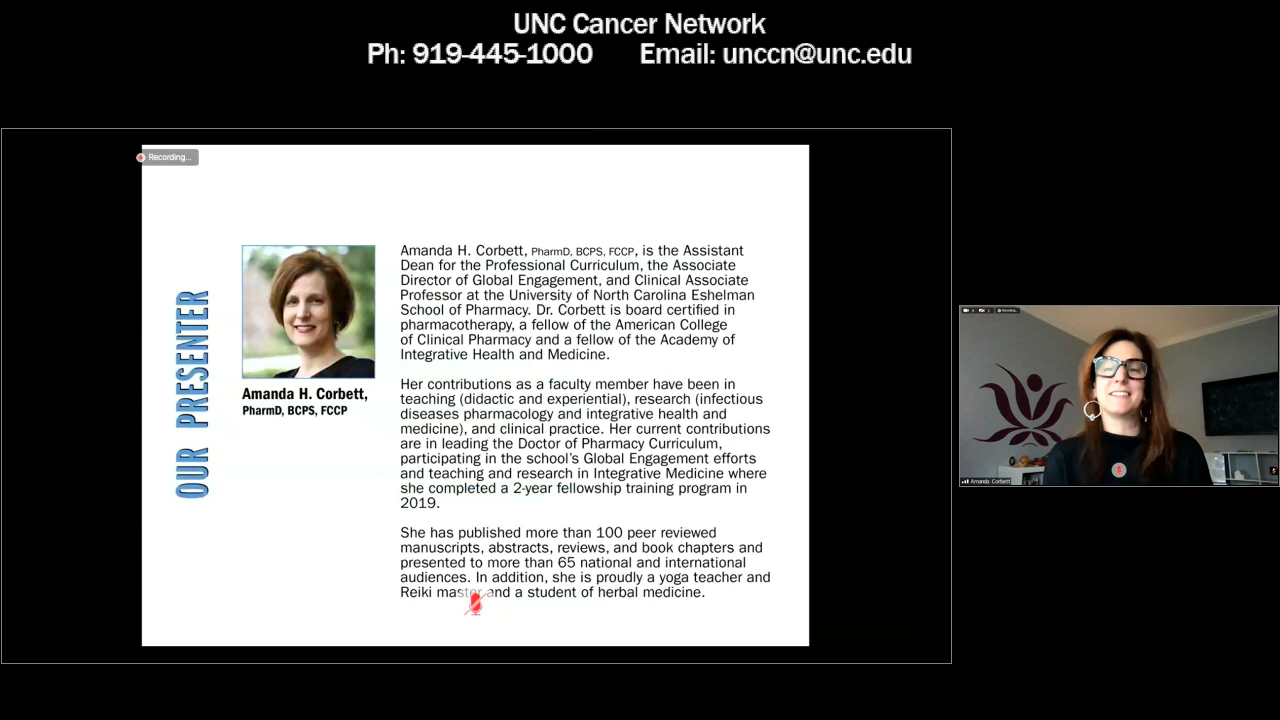 UNC Cancer Network
Ph: 919-445-1000 Email: unccn@unc.edu
Recording...
OUR PRESENTER
Amanda H. Corbett,
PharmD, BCPS, FCCP
Amanda H. Corbett, PharmD, BCPS, FCCP, is the Assistant
Dean for the Professional Curriculum, the Associate
Director of Global Engagement, and Clinical Associate
Professor at the University of North Carolina Eshelman
School of Pharmacy. Dr. Corbett is board certified in
pharmacotherapy, a fellow of the American College
of Clinical Pharmacy and a fellow of the Academy of
Integrative Health and Medicine.
Her contributions as a faculty member have been in
teaching (didactic and experiential), research (infectious
diseases pharmacology and integrative health and
medicine), and clinical practice. Her current contributions
are in leading the Doctor of Pharmacy Curriculum,
participating in the school's Global Engagement efforts
and teaching and research in Integrative Medicine where
she completed a 2-year fellowship training program in
2019.
She has published more than 100 peer reviewed
manuscripts, abstracts, reviews, and book chapters and
presented to more than 65 national and international
audiences. In addition, she is proudly a yoga teacher and
Reiki master and a student of herbal medicine.
Amanda Corbett